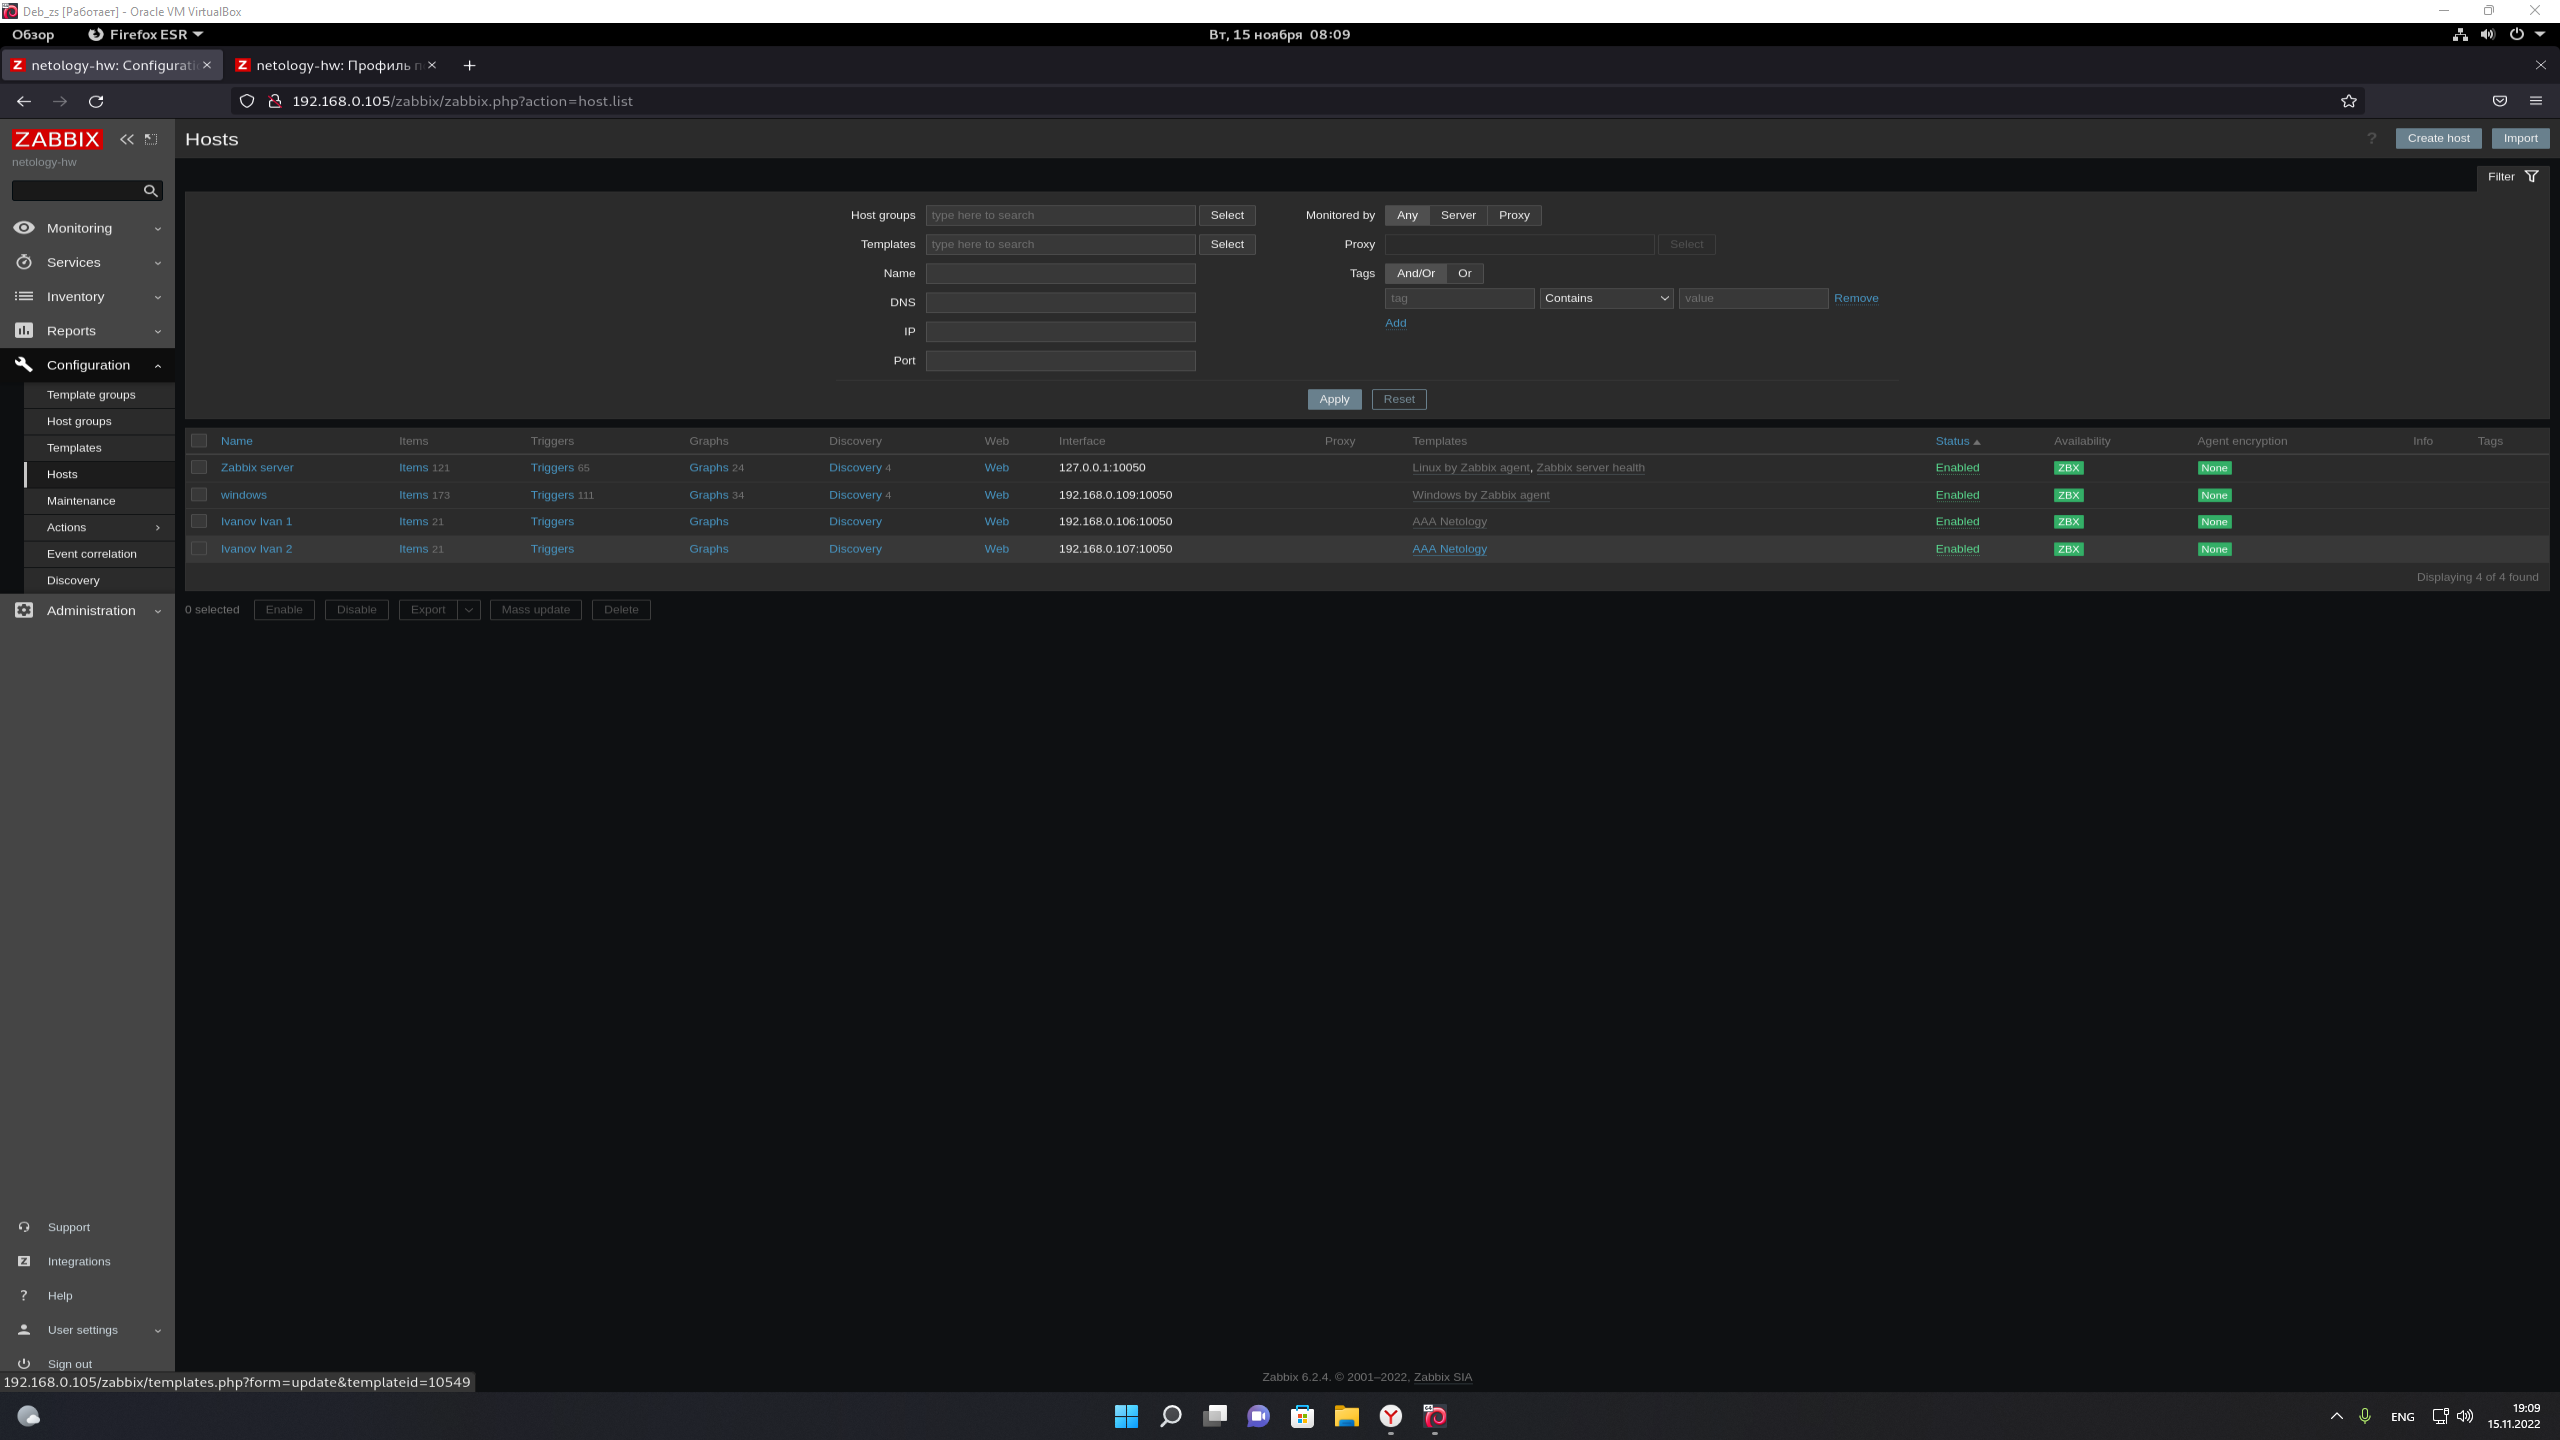 Deb_zs [Работает] - Oracle VM VirtualBox
Обзор Firefox ESR Вт, 15 ноября 08:09
netology-hw: Configurati netology-hw: Профиль п
192.168.0.105/zabbix/zabbix.php?action=host.list
ZABBIX
netology-hw
Monitoring
Services
Inventory
Reports
Configuration
Template groups
Host groups
Templates
Hosts
Maintenance
Actions
Event correlation
Discovery
Administration
Support
Integrations
? Help
User settings
Sign out
Hosts ? Create host Import
Filter
Host groups type here to search Select Monitored by Any Server Proxy
Templates type here to search Select Proxy Select
Name Tags And/Or Or
tag Contains value Remove
DNS
Add
IP
Port
Apply Reset
Name Items Triggers Graphs Discovery Web Interface Proxy Templates Status Availability Agent encryption Info Tags
Zabbix server Items 121 Triggers 65 Graphs 24 Discovery 4 Web 127.0.0.1:10050 Linux by Zabbix agent, Zabbix server health Enabled ZBX None
windows Items 173 Triggers 111 Graphs 34 Discovery 4 Web 192.168.0.109:10050 Windows by Zabbix agent Enabled ZBX None
Ivanov Ivan 1 Items 21 Triggers Graphs Discovery Web 192.168.0.106:10050 AAA Netology Enabled ZBX None
Ivanov Ivan 2 Items 21 Triggers Graphs Discovery Web 192.168.0.107:10050 AAA Netology Enabled ZBX None
Displaying 4 of 4 found
0 selected Enable Disable Export Mass update Delete
Zabbix 6.2.4. © 2001–2022, Zabbix SIA
192.168.0.105/zabbix/templates.php?form=update&templateid=10549
ENG 19:09
15.11.2022